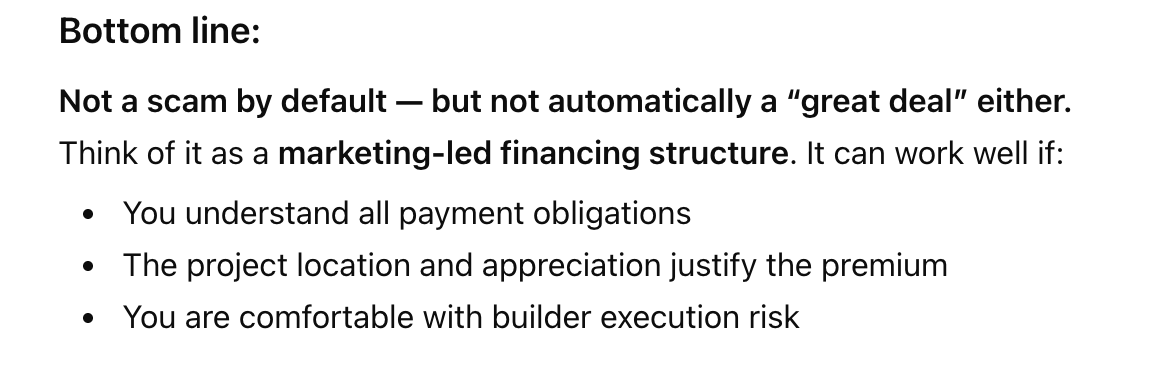 Bottom line:
Not a scam by default — but not automatically a “great deal” either.
Think of it as a marketing-led financing structure. It can work well if:
• You understand all payment obligations
• The project location and appreciation justify the premium
• You are comfortable with builder execution risk